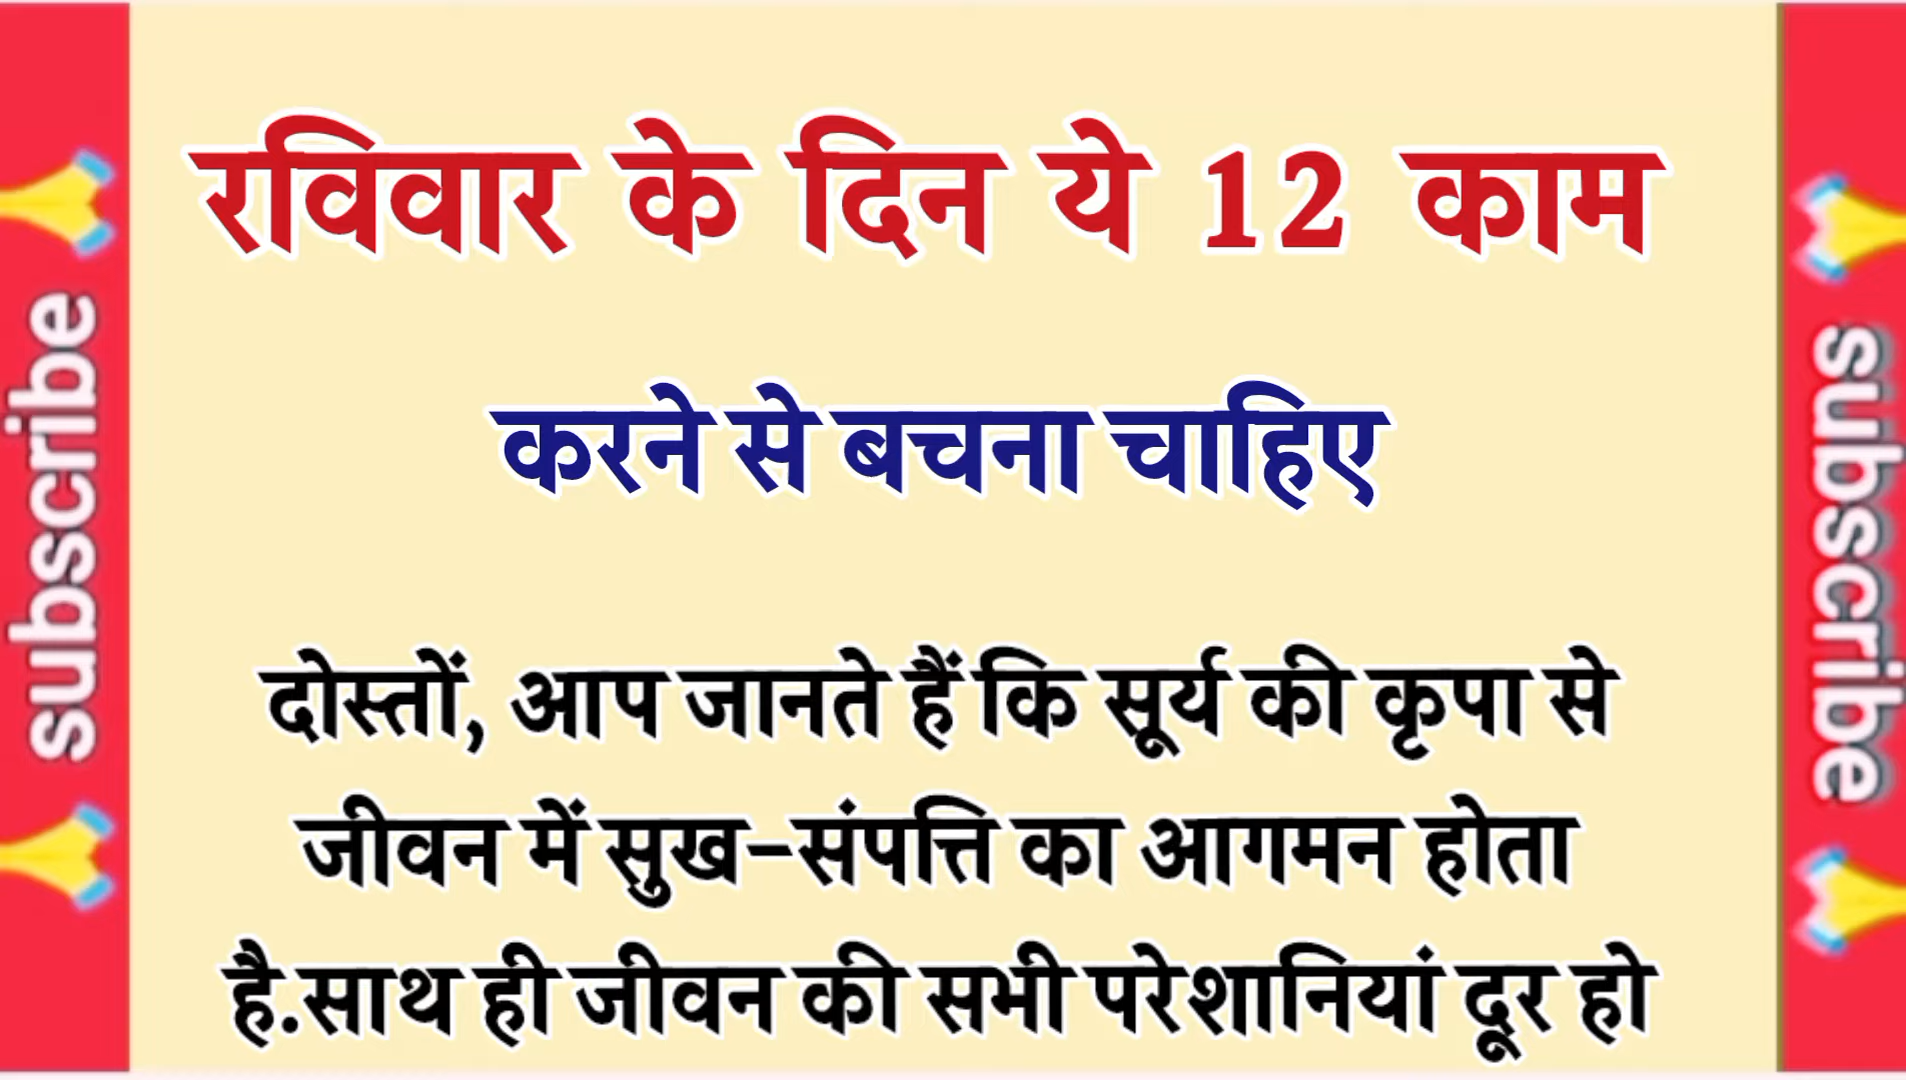 रविवार के दिन ये 12 काम
करने से बचना चाहिए
दोस्तों, आप जानते हैं कि सूर्य की कृपा से
जीवन में सुख-संपत्ति का आगमन होता
है.साथ ही जीवन की सभी परेशानियां दूर हो
subscribe
subscribe